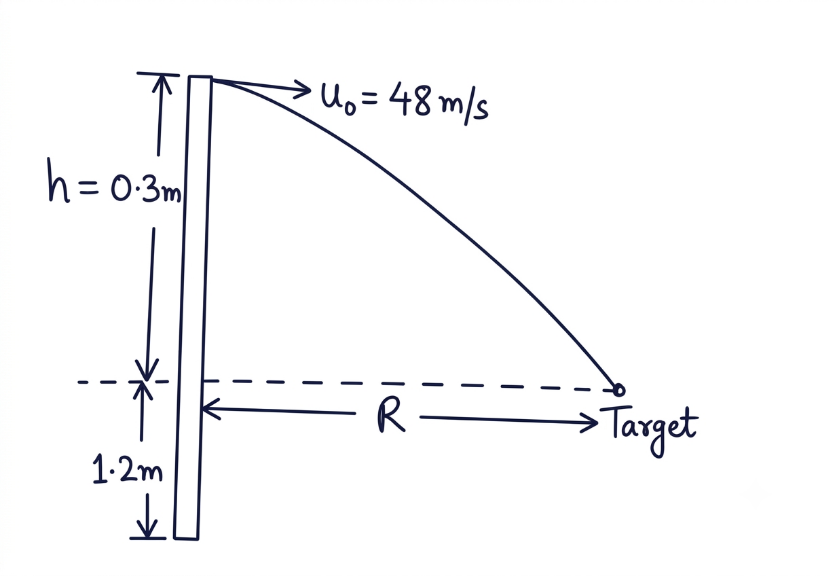 u₀ = 48 m/s
h = 0.3m
R
Target
1.2m